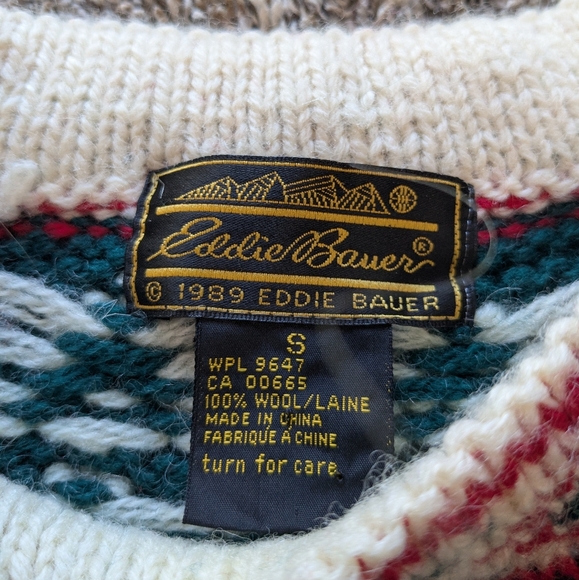 Eddie Bauer®
© 1989 EDDIE BAUER
S
WPL 9647
CA 00665
100% WOOL/LAINE
MADE IN CHINA
FABRIQUE À CHINE
turn for care